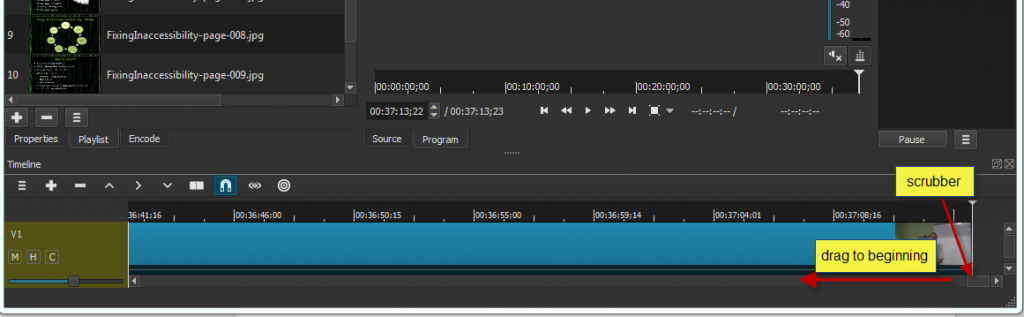 9
FixingInaccessibility-page-008.jpg
10
FixingInaccessibility-page-009.jpg
-40
-50
-60
00:00:00;00
00:10:00;00
00:20:00;00
00:30:00;00
00:37:13;22
/ 00:37:13;23
--:--:--;-- /
--:--:--;--
Properties
Playlist
Encode
Source
Program
Pause
Timeline
scrubber
36:41;16
00:36:46;00
00:36:50;15
00:36:55;00
00:36:59;14
00:37:04;01
00:37:08;16
V1
M
H
C
drag to beginning